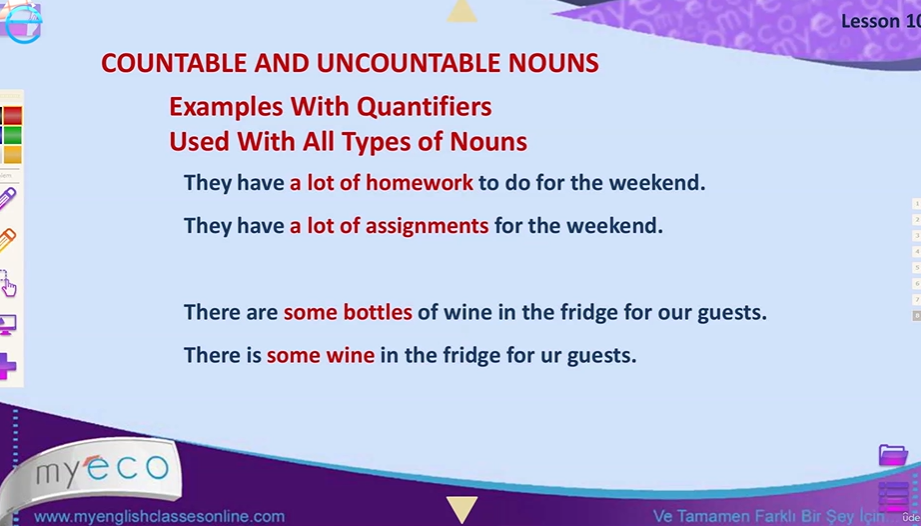 Lesson 10
COUNTABLE AND UNCOUNTABLE NOUNS
Examples With Quantifiers
Used With All Types of Nouns
They have a lot of homework to do for the weekend.
They have a lot of assignments for the weekend.
There are some bottles of wine in the fridge for our guests.
There is some wine in the fridge for ur guests.
myeco
www.myenglishclassesonline.com
Ve Tamamen Farklı Bir Şey İçin